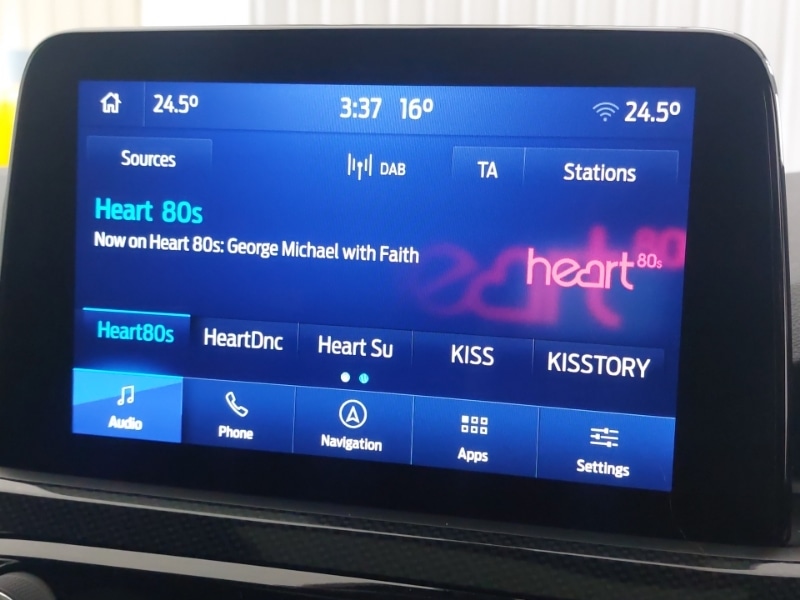 24.5° 3:37 16° 24.5°
Sources DAB TA Stations
Heart 80s
Now on Heart 80s: George Michael with Faith
heart 80s
Heart80s HeartDnc Heart Su KISS KISSTORY
Audio Phone Navigation Apps Settings